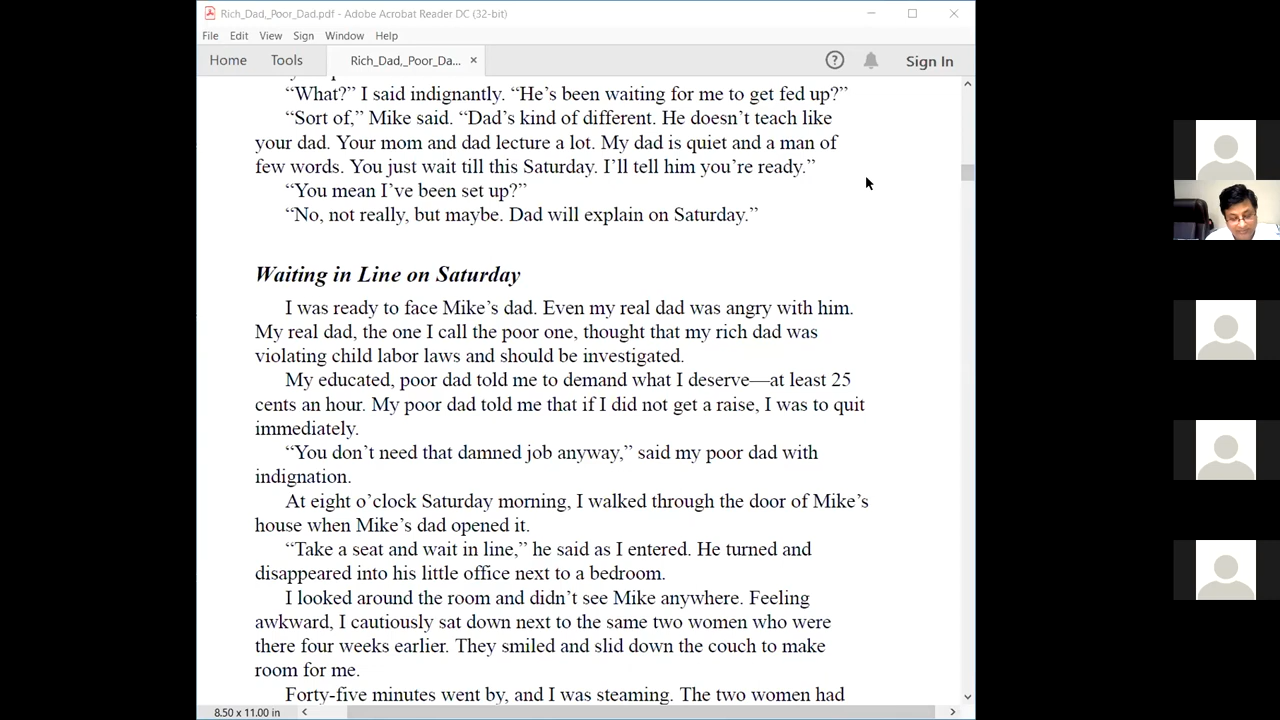 Rich_Dad,_Poor_Dad.pdf - Adobe Acrobat Reader DC (32-bit)
File Edit View Sign Window Help
Home Tools Rich_Dad,_Poor_Da... × Sign In
“What?” I said indignantly. “He’s been waiting for me to get fed up?”
“Sort of,” Mike said. “Dad’s kind of different. He doesn’t teach like
your dad. Your mom and dad lecture a lot. My dad is quiet and a man of
few words. You just wait till this Saturday. I’ll tell him you’re ready.”
“You mean I’ve been set up?”
“No, not really, but maybe. Dad will explain on Saturday.”
Waiting in Line on Saturday
I was ready to face Mike’s dad. Even my real dad was angry with him.
My real dad, the one I call the poor one, thought that my rich dad was
violating child labor laws and should be investigated.
My educated, poor dad told me to demand what I deserve—at least 25
cents an hour. My poor dad told me that if I did not get a raise, I was to quit
immediately.
“You don’t need that damned job anyway,” said my poor dad with
indignation.
At eight o’clock Saturday morning, I walked through the door of Mike’s
house when Mike’s dad opened it.
“Take a seat and wait in line,” he said as I entered. He turned and
disappeared into his little office next to a bedroom.
I looked around the room and didn’t see Mike anywhere. Feeling
awkward, I cautiously sat down next to the same two women who were
there four weeks earlier. They smiled and slid down the couch to make
room for me.
Forty-five minutes went by, and I was steaming. The two women had
8.50 x 11.00 in